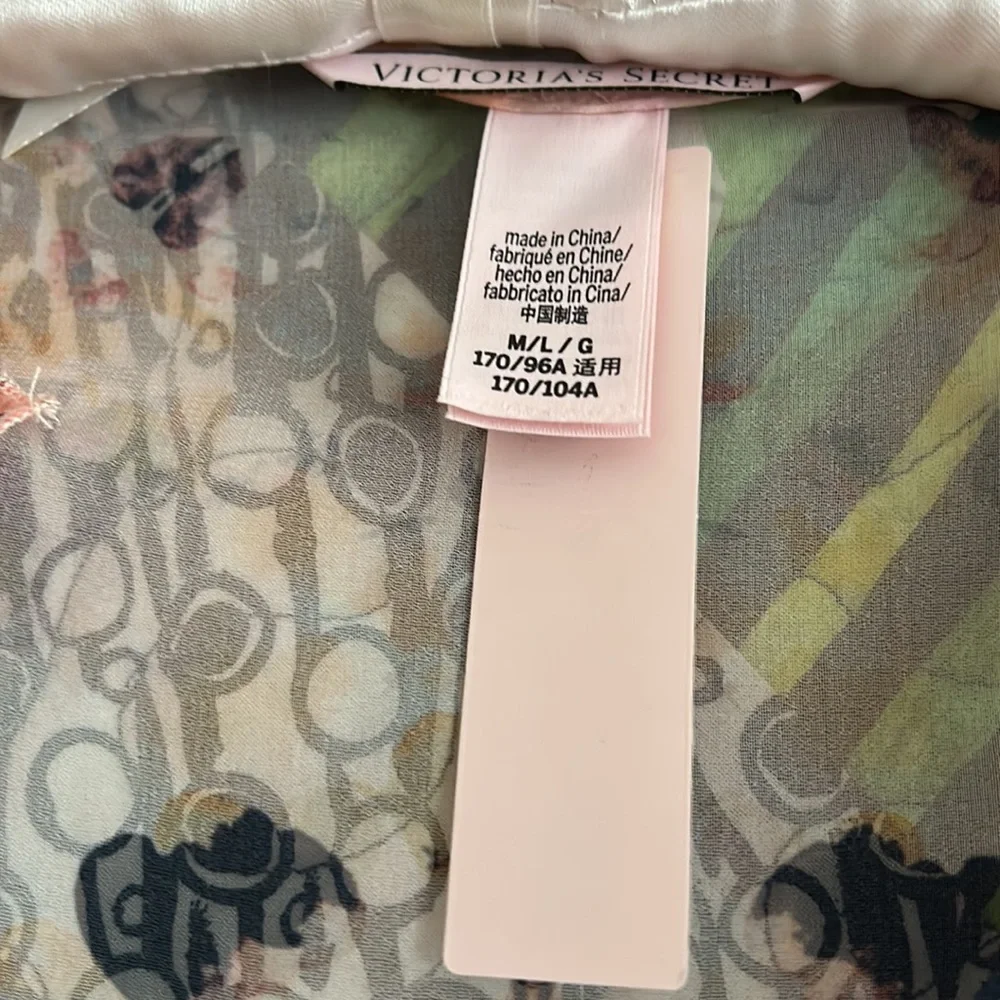 VICTORIA'S SECRET
made in China/
fabriqué en Chine/
hecho en China/
fabbricato in Cina/
中国制造
M/L / G
170/96A 适用
170/104A